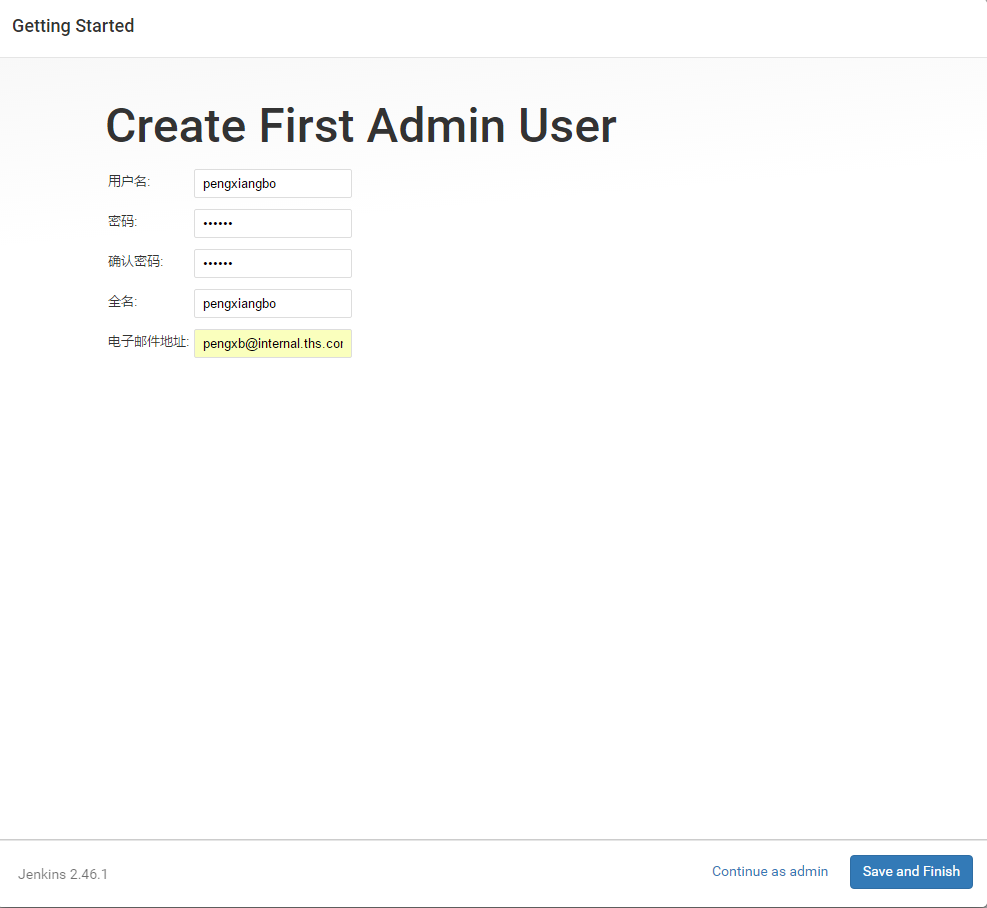 Getting Started
Create First Admin User
用户名: pengxiangbo
密码: ••••••
确认密码: ••••••
全名: pengxiangbo
电子邮件地址: pengxb@internal.ths.cor
Jenkins 2.46.1 Continue as admin Save and Finish